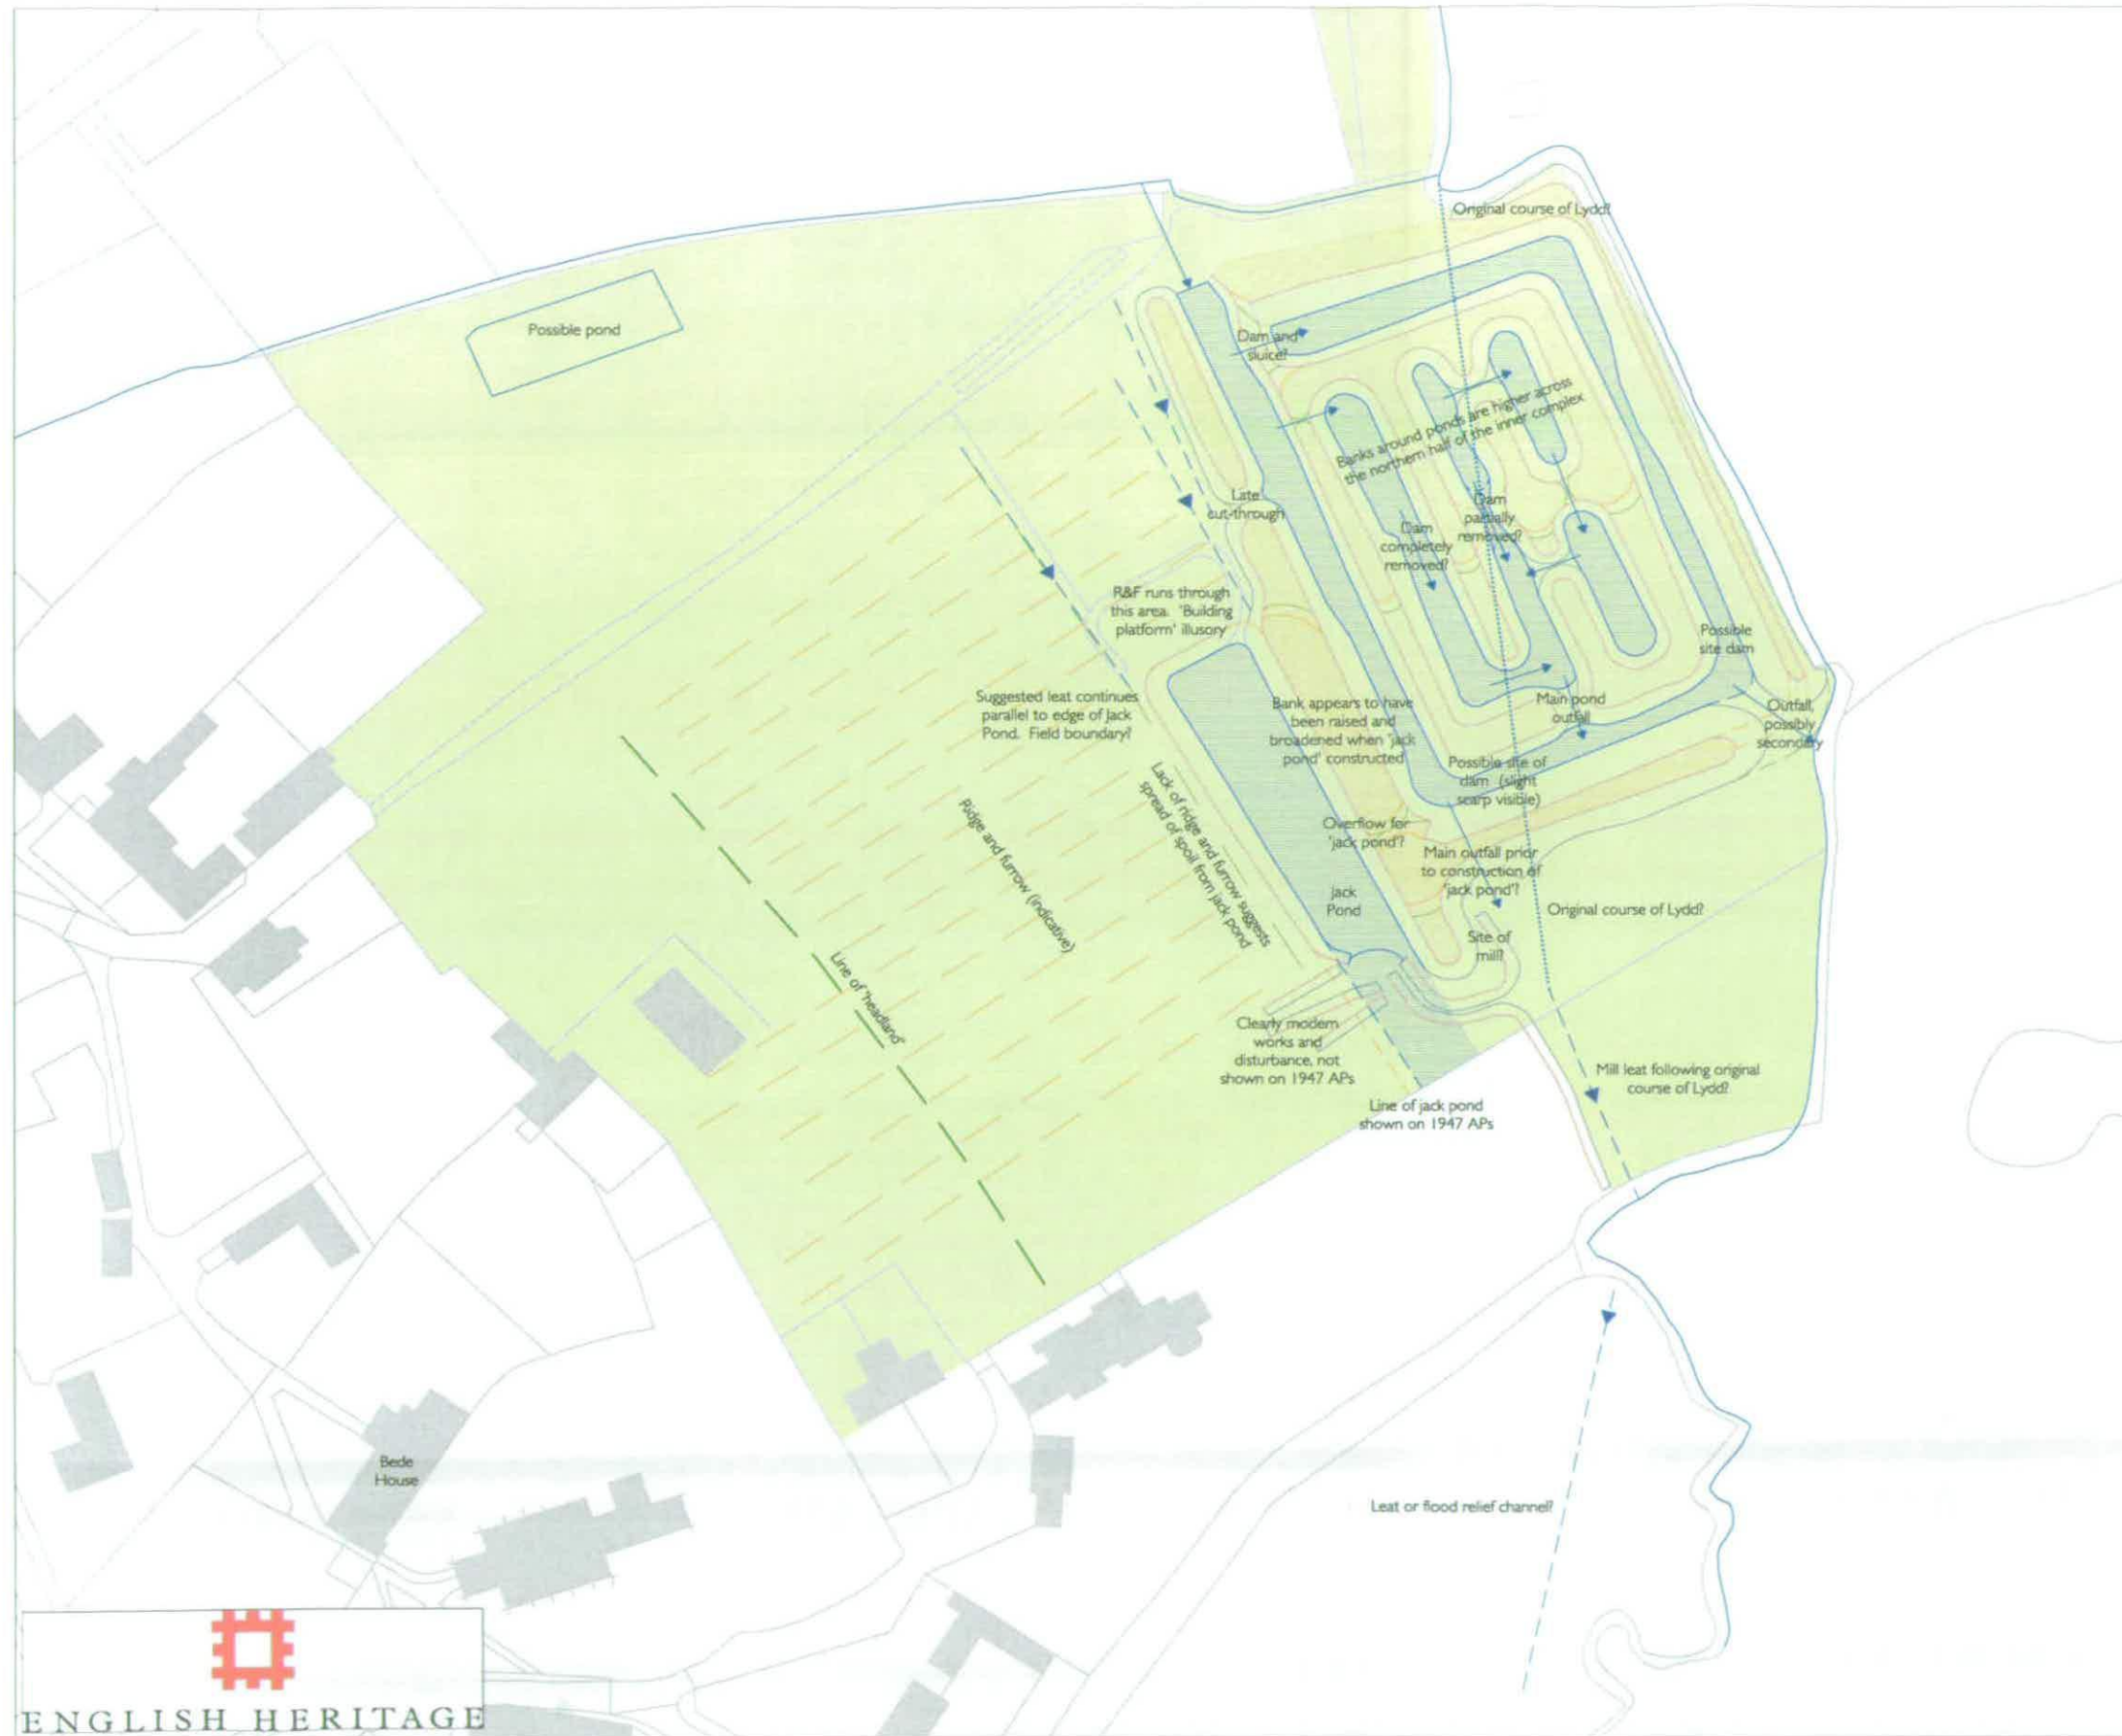 Original course of Lydd?
Possible pond
Dam and
sluice?
Banks around ponds are higher across
the northern half of the inner complex
Late
cut-through
Dam
partially
removed?
Dam
completely
removed?
R&F runs through
this area. 'Building
platform' illusory
Possible
site dam
Suggested leat continues
parallel to edge of Jack
Pond. Field boundary?
Bank appears to have
been raised and
broadened when 'jack
pond' constructed
Main pond
outfall
Outfall,
possibly
secondary
Possible site of
dam (slight
scarp visible)
Lack of ridge and furrow suggests
spread of spoil from jack pond
Ridge and furrow (indicative)
Overflow for
'jack pond'?
Main outfall prior
to construction of
'jack pond'?
Jack
Pond
Original course of Lydd?
Site of
mill?
Line of "headland"
Clearly modern
works and
disturbance, not
shown on 1947 APs
Mill leat following original
course of Lydd?
Line of jack pond
shown on 1947 APs
Bede
House
Leat or flood relief channel?
ENGLISH HERITAGE